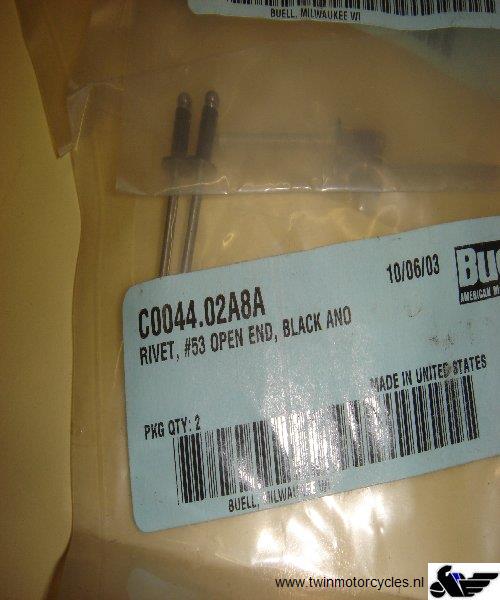 BUELL, MILWAUKEE WI
10/06/03
C0044.02A8A
RIVET, #53 OPEN END, BLACK ANO
MADE IN UNITED STATES
PKG QTY: 2
BUELL, MILWAUKEE WI
www.twinmotorcycles.nl